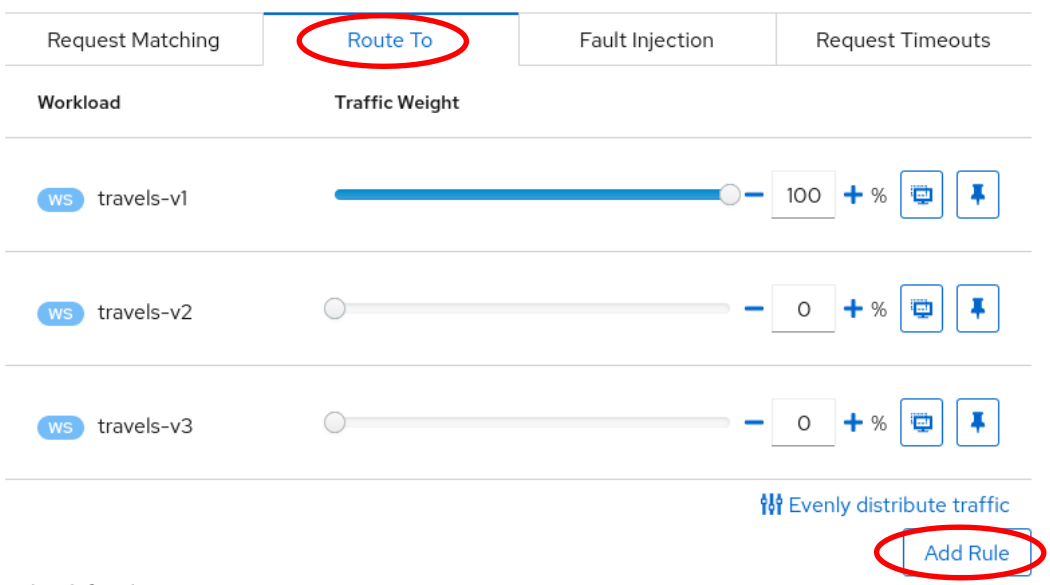 Request Matching Route To Fault Injection Request Timeouts
Workload Traffic Weight
WS travels-v1 100 %
WS travels-v2 0 %
WS travels-v3 0 %
Evenly distribute traffic
Add Rule